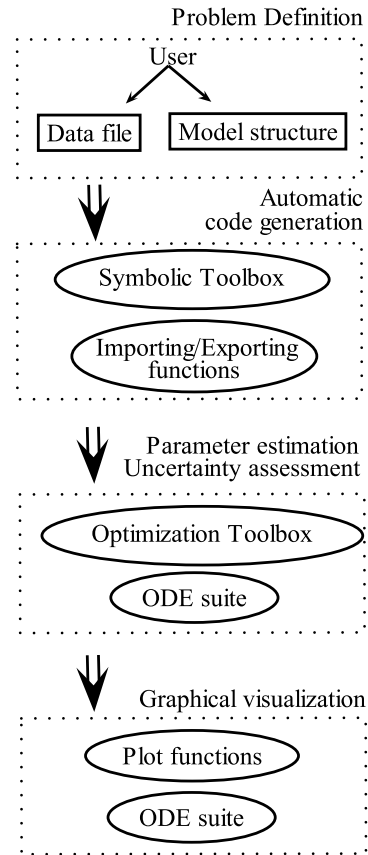 Problem Definition
User
Data file
Model structure
Automatic
code generation
Symbolic Toolbox
Importing/Exporting
functions
Parameter estimation
Uncertainty assessment
Optimization Toolbox
ODE suite
Graphical visualization
Plot functions
ODE suite